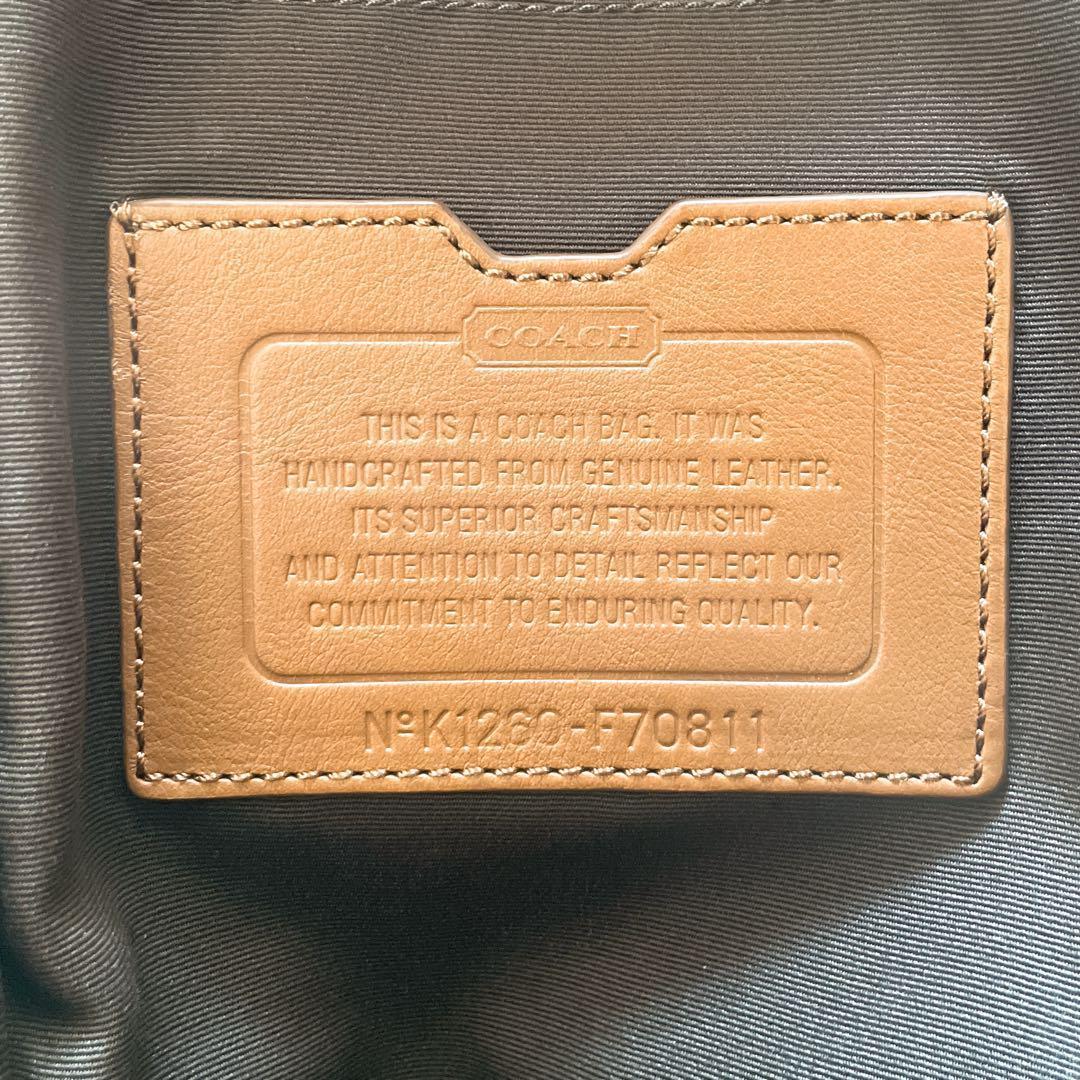 COACH
THIS IS A COACH BAG. IT WAS
HANDCRAFTED FROM GENUINE LEATHER.
ITS SUPERIOR CRAFTSMANSHIP
AND ATTENTION TO DETAIL REFLECT OUR
COMMITMENT TO ENDURING QUALITY.
NºK1260-F70811